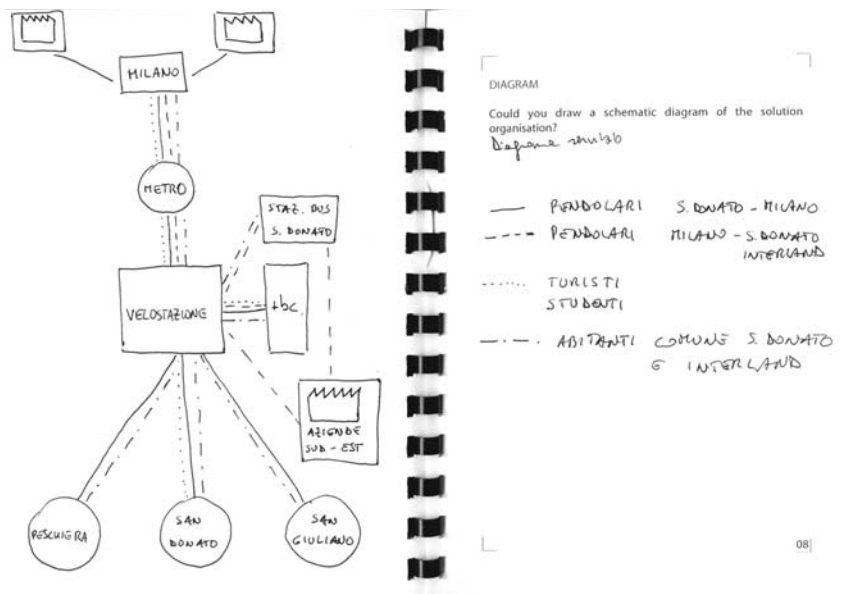 MILANO
METRO
STAZ. BUS
S. DONATO
VELOSTAZIONE
+bc
AZIENDE
SUD - EST
PESCHIERA
SAN
DONATO
SAN
GIULIANO
DIAGRAM
Could you draw a schematic diagram of the solution
organisation?
PENDOLARI S. DONATO - MILANO
PENDOLARI MILANO - S. DONATO
INTERLAND
TURISTI
STUDENTI
ABITANTI COMUNE S. DONATO
E INTERLAND
08